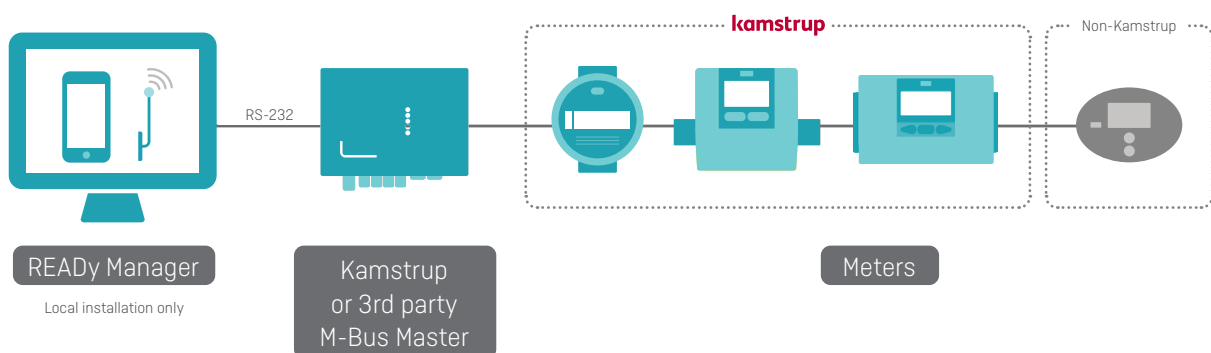 kamstrup
Non-Kamstrup
RS-232
READy Manager
Local installation only
Kamstrup
or 3rd party
M-Bus Master
Meters